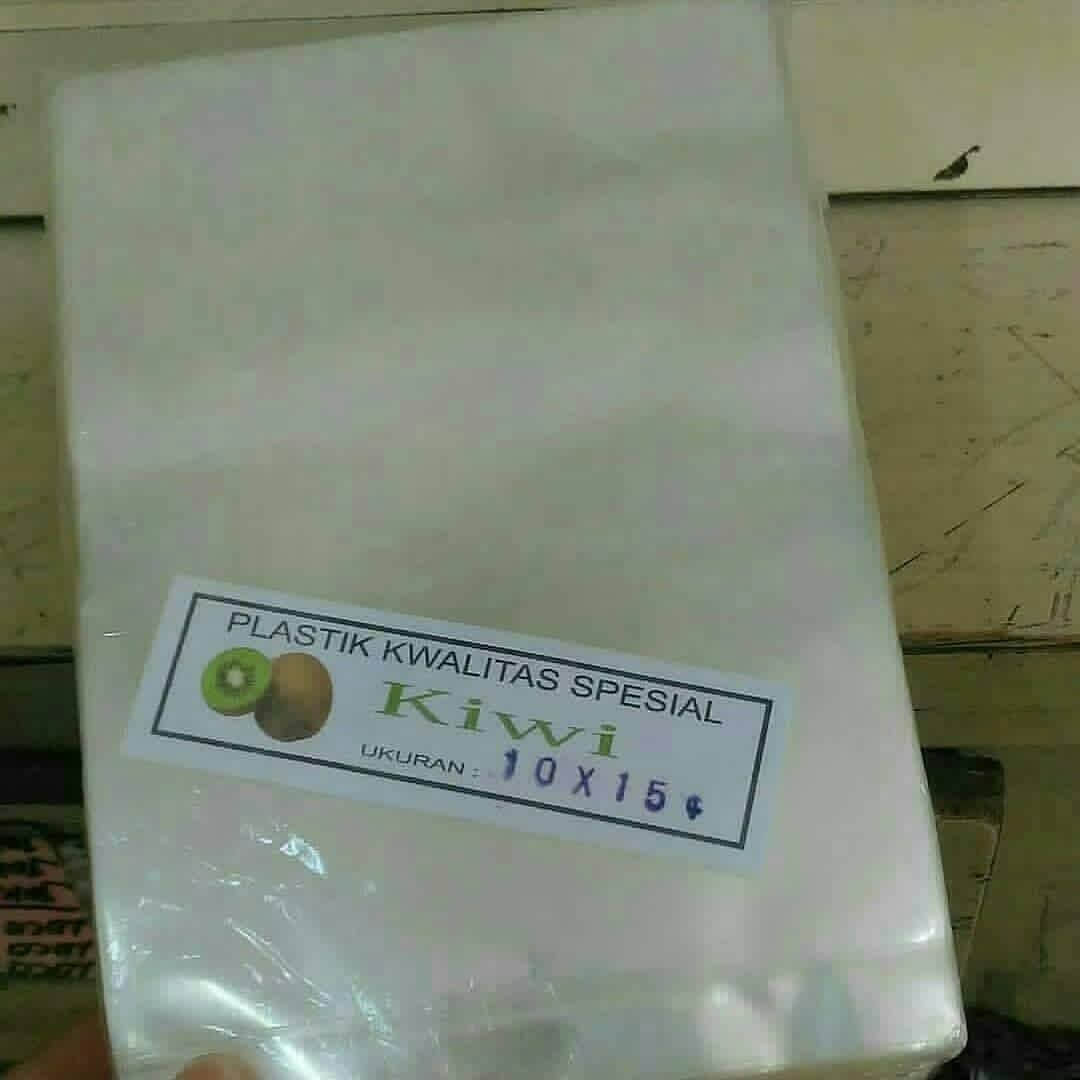 PLASTIK KWALITAS SPESIAL
Kiwi
UKURAN : 10X15